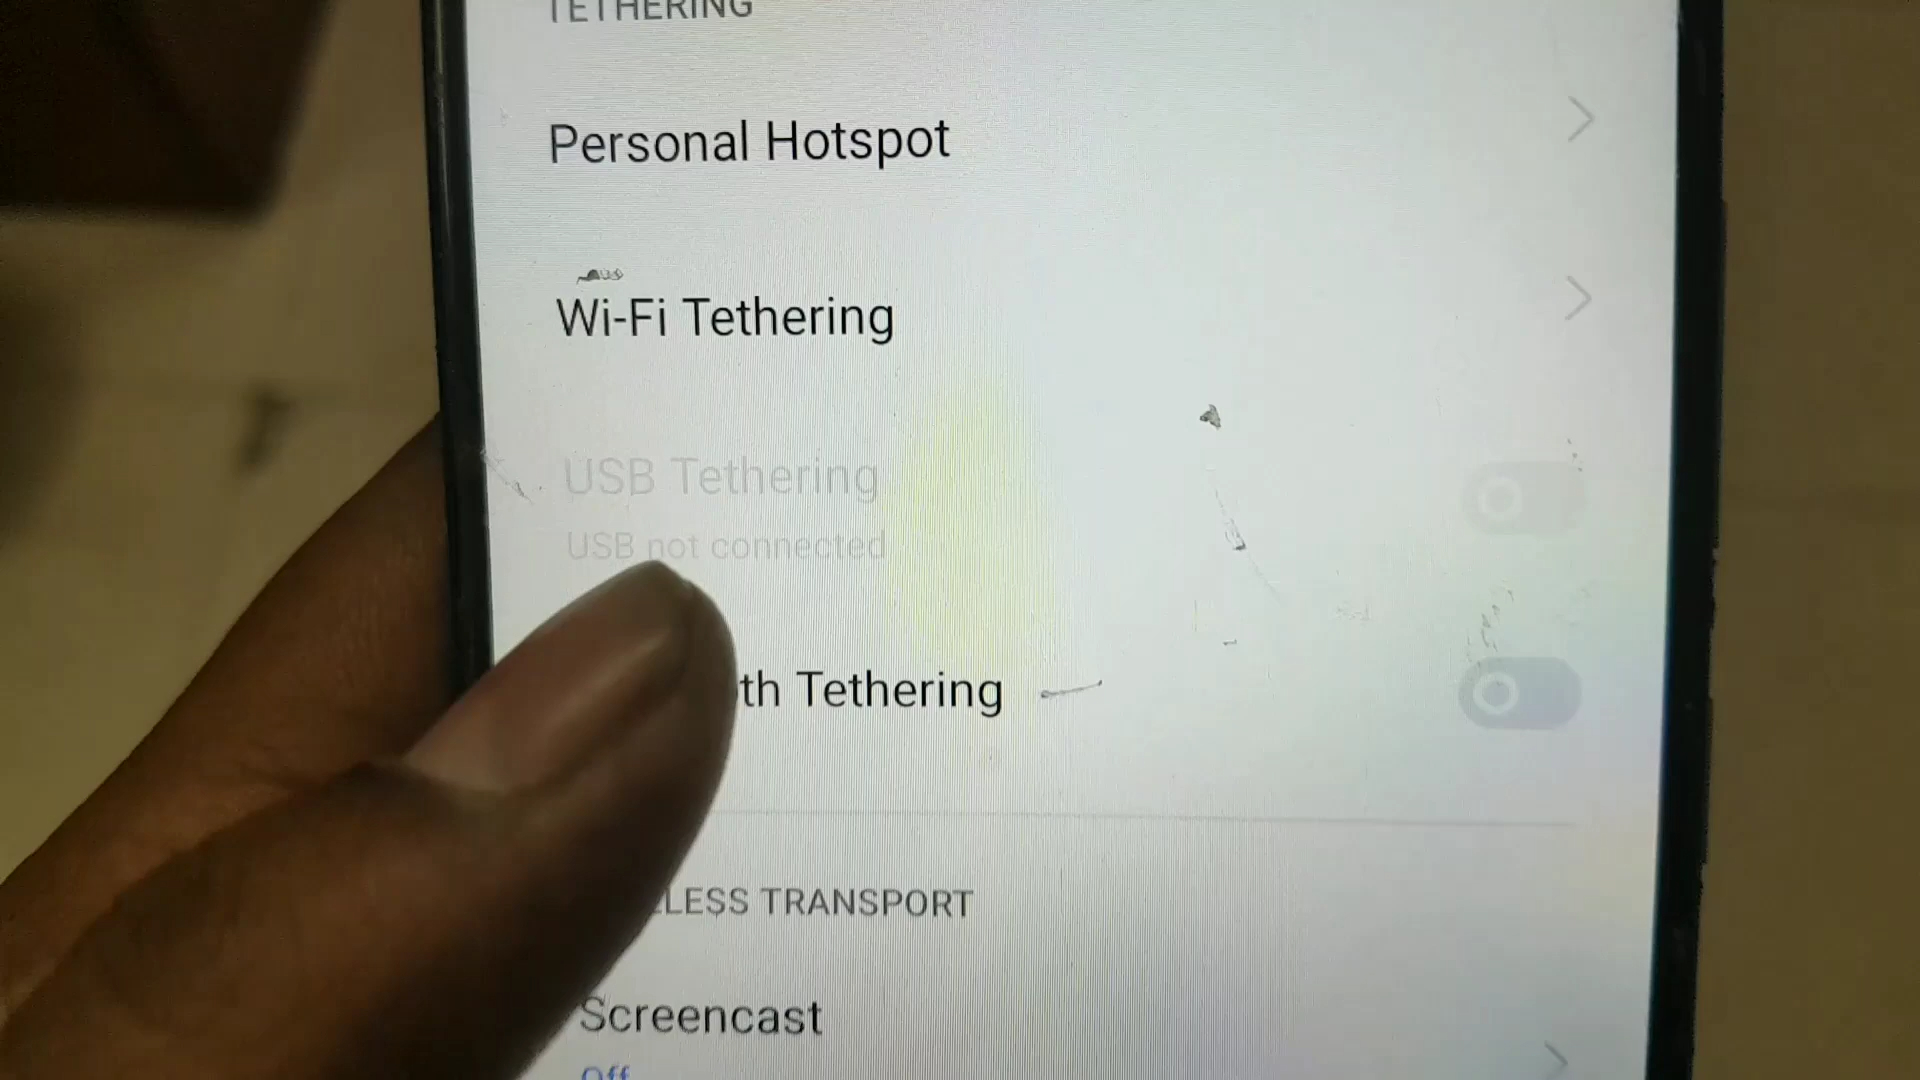 TETHERING
Personal Hotspot
Wi-Fi Tethering
USB Tethering
USB not connected
th Tethering
LESS TRANSPORT
Screencast
Off